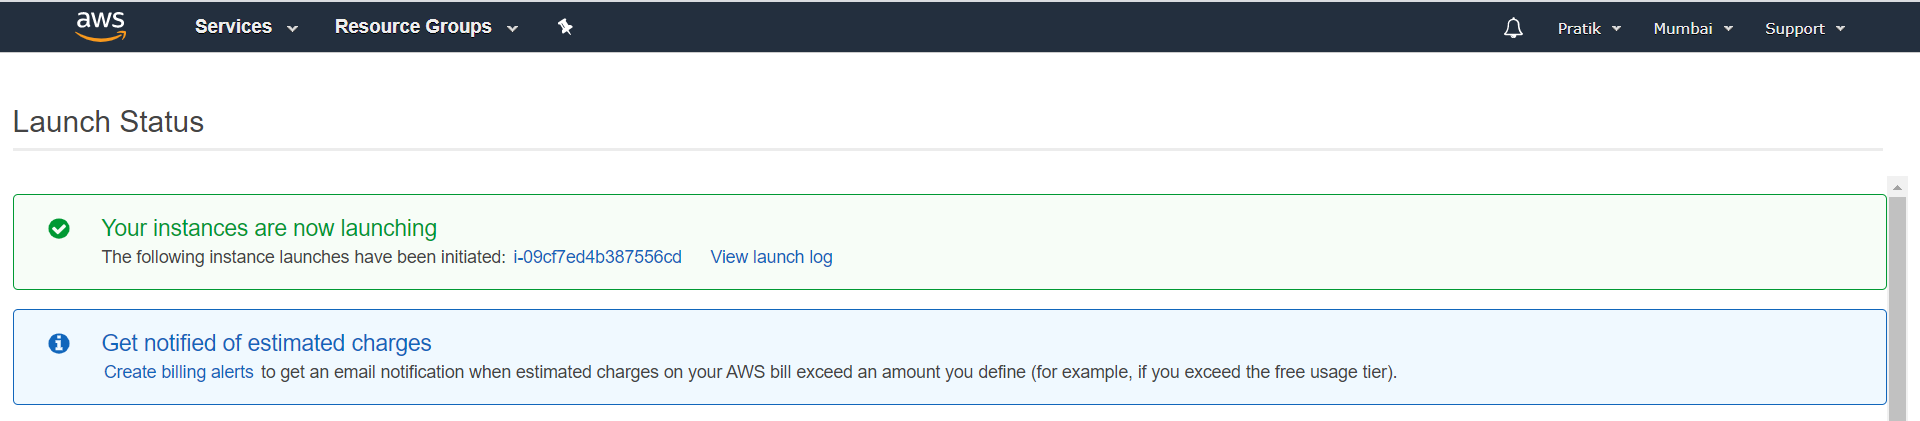 aws Services Resource Groups Pratik Mumbai Support
Launch Status
Your instances are now launching
The following instance launches have been initiated: i-09cf7ed4b387556cd View launch log
Get notified of estimated charges
Create billing alerts to get an email notification when estimated charges on your AWS bill exceed an amount you define (for example, if you exceed the free usage tier).